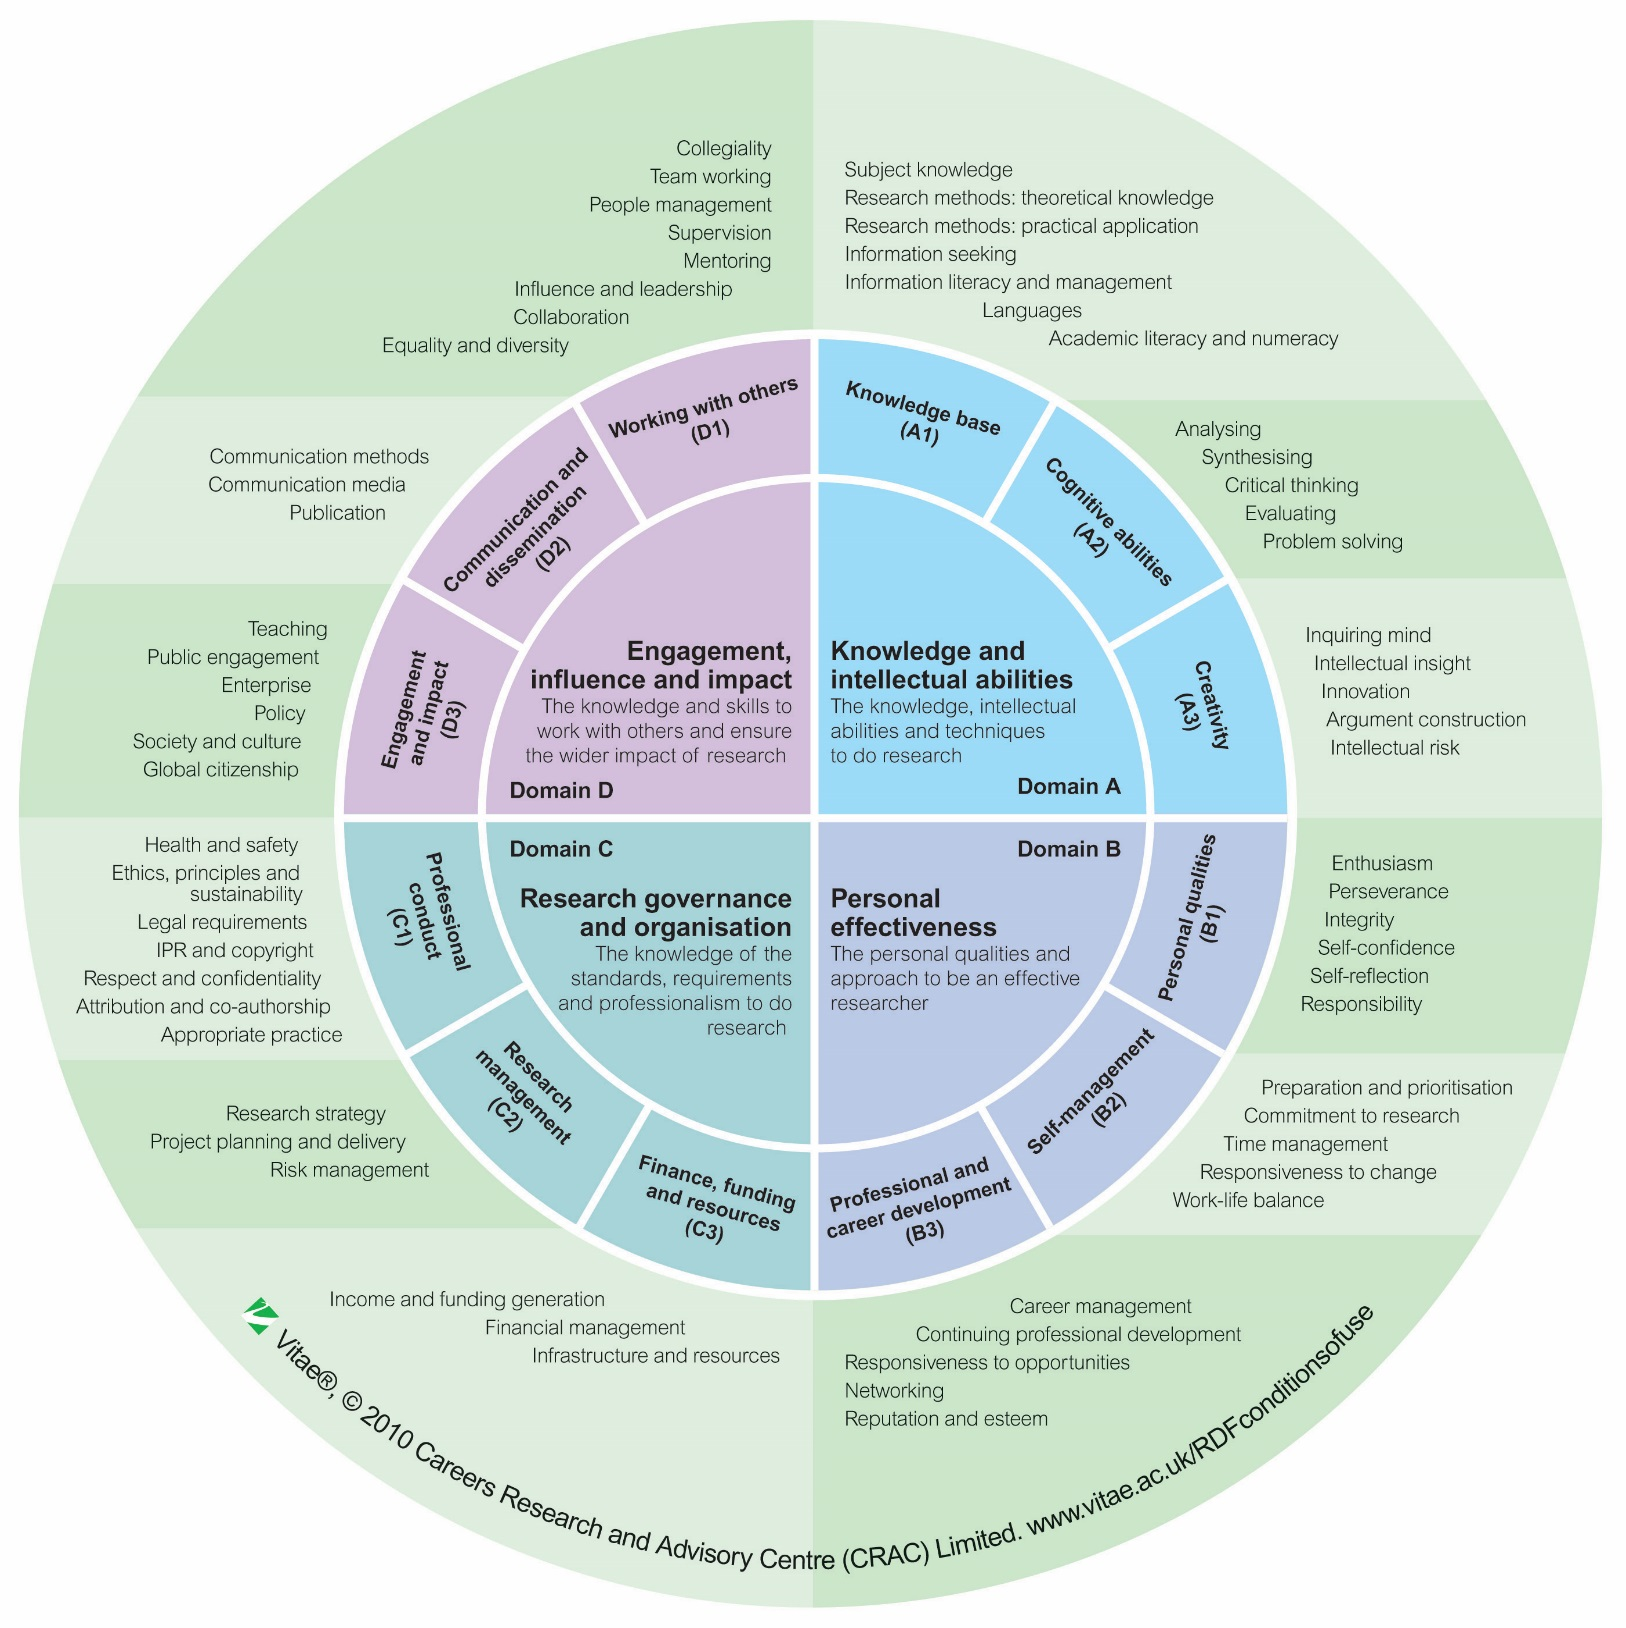 Collegiality
Team working
People management
Supervision
Mentoring
Influence and leadership
Collaboration
Equality and diversity
Subject knowledge
Research methods: theoretical knowledge
Research methods: practical application
Information seeking
Information literacy and management
Languages
Academic literacy and numeracy
Working with others
(D1)
Knowledge base
(A1)
Communication methods
Communication media
Publication
Communication and
dissemination
(D2)
Cognitive abilities
(A2)
Analysing
Synthesising
Critical thinking
Evaluating
Problem solving
Teaching
Public engagement
Enterprise
Policy
Society and culture
Global citizenship
Engagement
and impact
(D3)
Engagement,
influence and impact
The knowledge and skills to
work with others and ensure
the wider impact of research
Domain D
Knowledge and
intellectual abilities
The knowledge, intellectual
abilities and techniques
to do research
Domain A
Creativity
(A3)
Inquiring mind
Intellectual insight
Innovation
Argument construction
Intellectual risk
Health and safety
Ethics, principles and
sustainability
Legal requirements
IPR and copyright
Respect and confidentiality
Attribution and co-authorship
Appropriate practice
Professional
conduct
(C1)
Domain C
Research governance
and organisation
The knowledge of the
standards, requirements
and professionalism to do
research
Domain B
Personal
effectiveness
The personal qualities and
approach to be an effective
researcher
Personal qualities
(B1)
Enthusiasm
Perseverance
Integrity
Self-confidence
Self-reflection
Responsibility
Research strategy
Project planning and delivery
Risk management
Research
management
(C2)
Self-management
(B2)
Preparation and prioritisation
Commitment to research
Time management
Responsiveness to change
Work-life balance
Finance, funding
and resources
(C3)
Professional and
career development
(B3)
Income and funding generation
Financial management
Infrastructure and resources
Career management
Continuing professional development
Responsiveness to opportunities
Networking
Reputation and esteem
Vitae®, © 2010 Careers Research and Advisory Centre (CRAC) Limited. www.vitae.ac.uk/RDFconditionsofuse